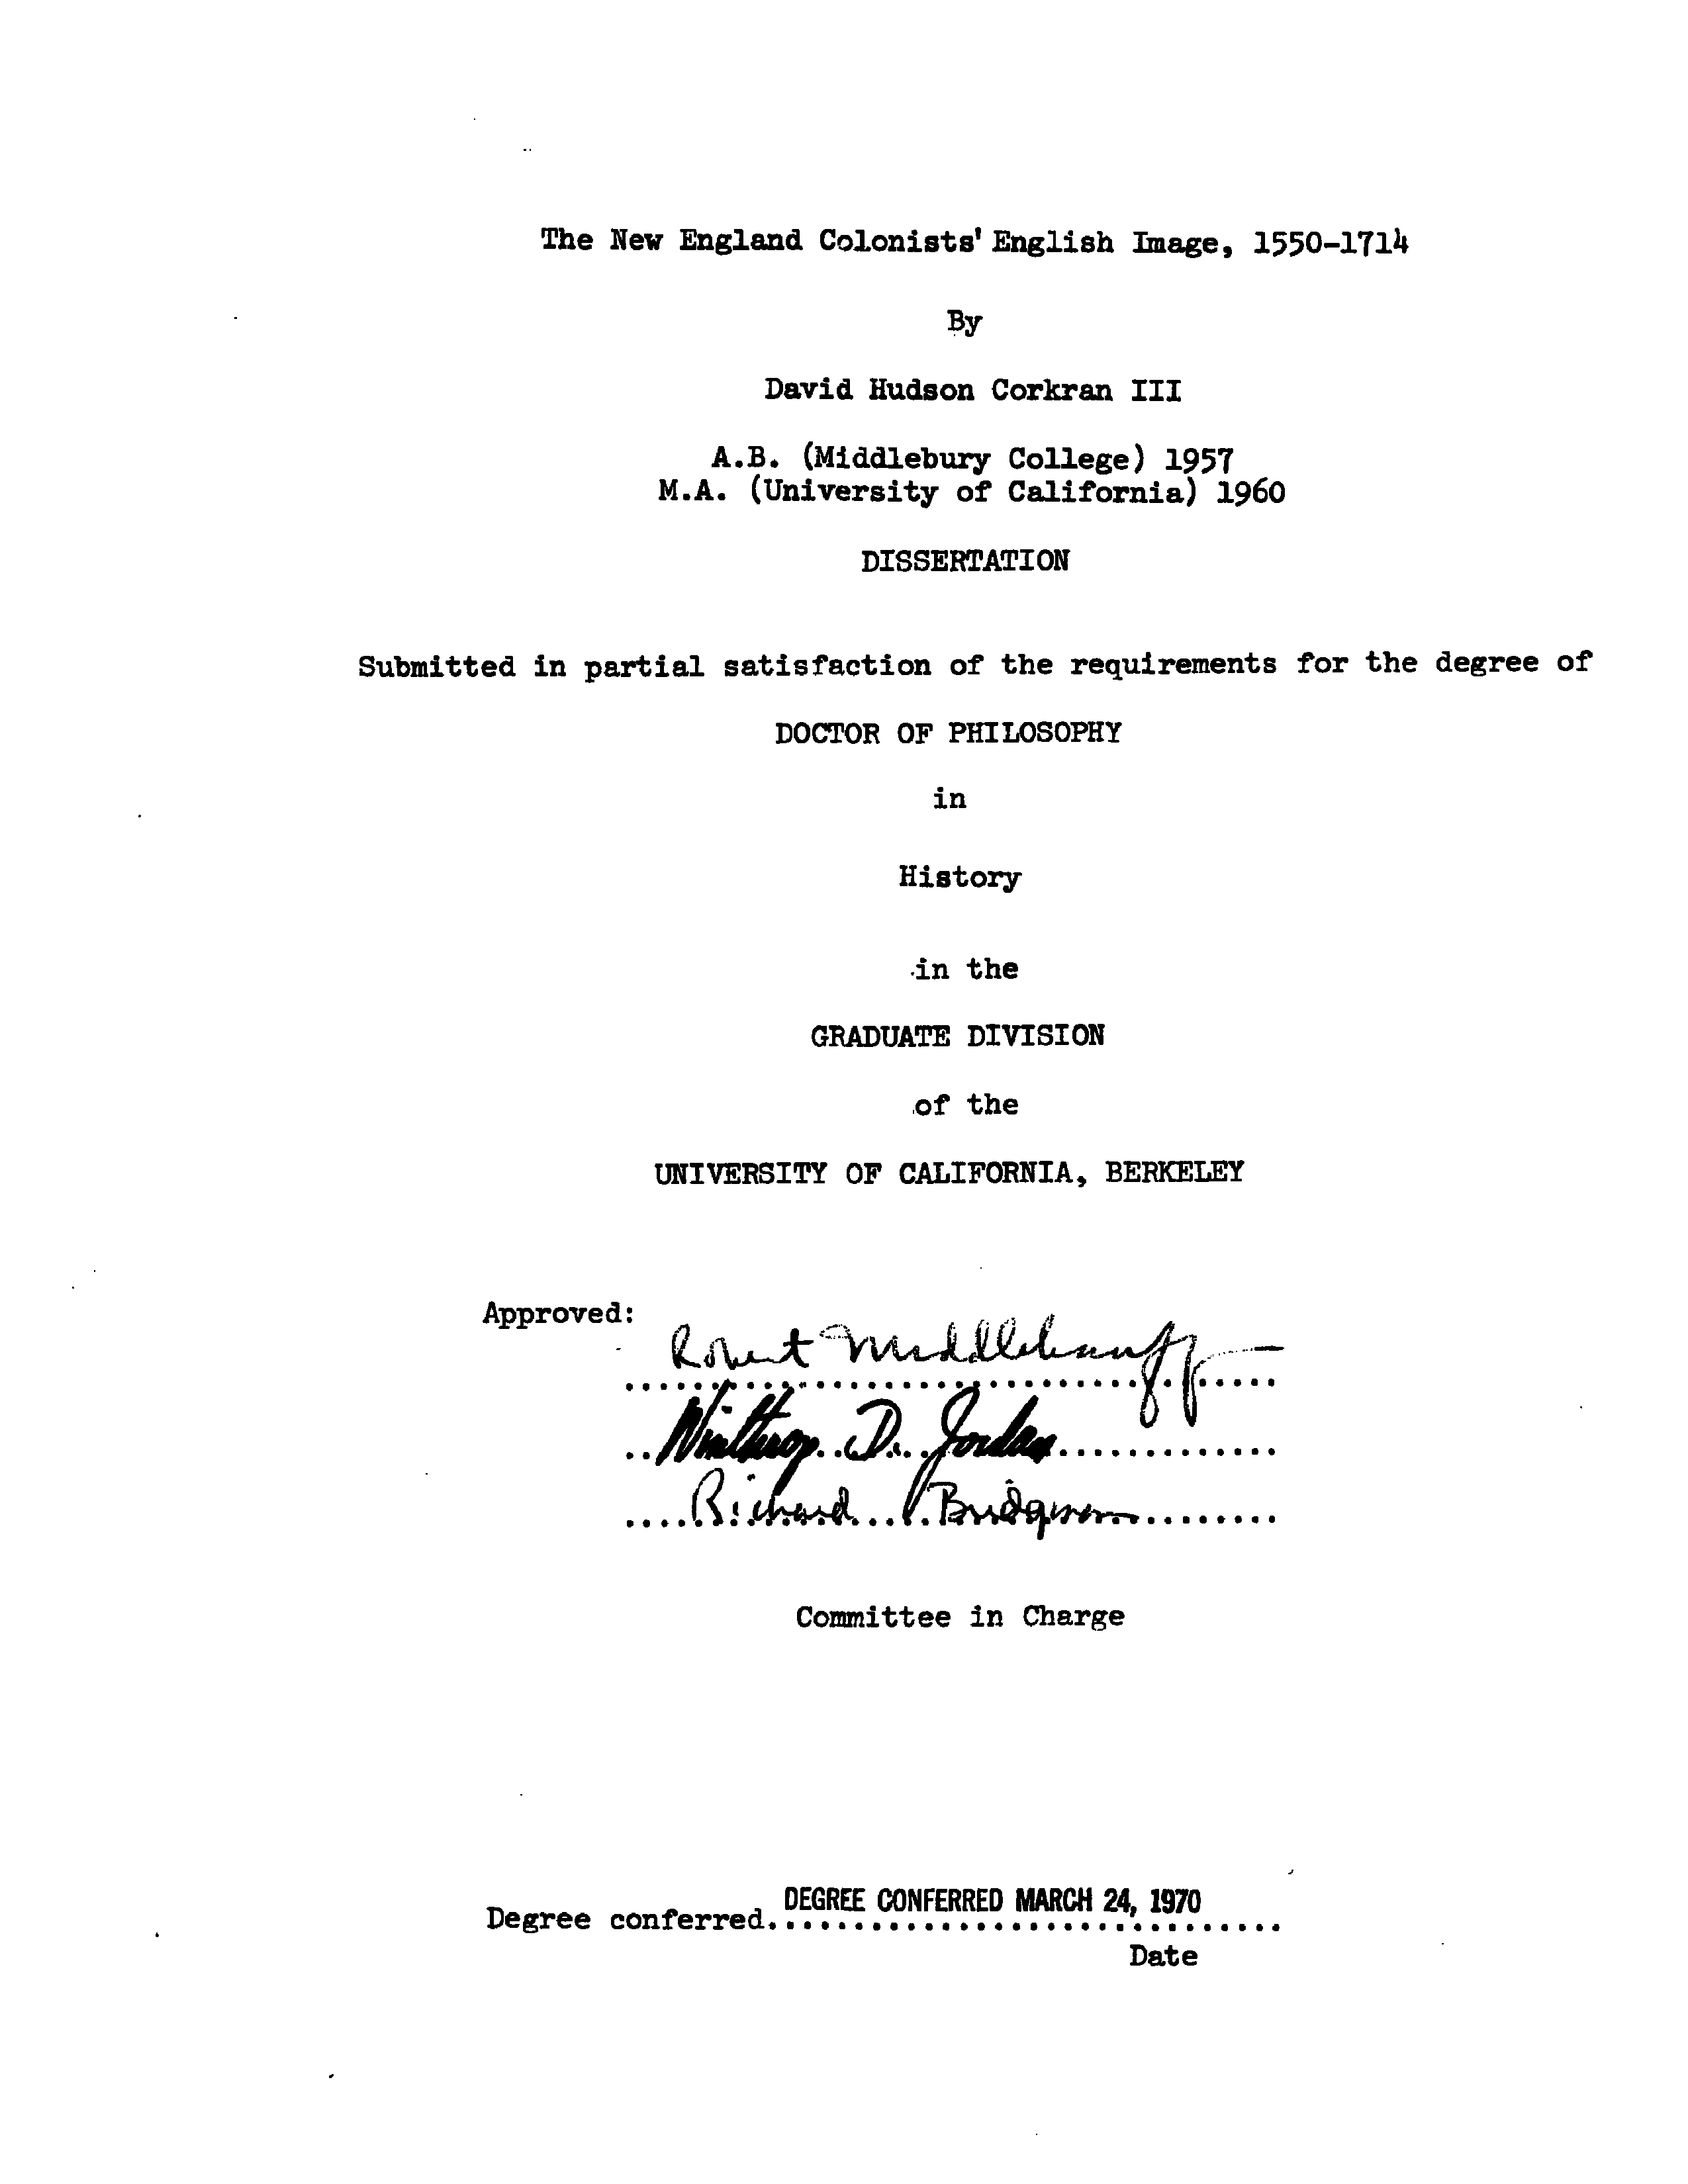 The New England Colonists' English Image, 1550-1714
By
David Hudson Corkran III
A.B. (Middlebury College) 1957
M.A. (University of California) 1960
DISSERTATION
Submitted in partial satisfaction of the requirements for the degree of
DOCTOR OF PHILOSOPHY
in
History
in the
GRADUATE DIVISION
of the
UNIVERSITY OF CALIFORNIA, BERKELEY
Approved:
Robert Middlekauff
Winthrop D. Jordan
Richard Bridgman
Committee in Charge
DEGREE CONFERRED MARCH 24, 1970
Degree conferred..............................
Date